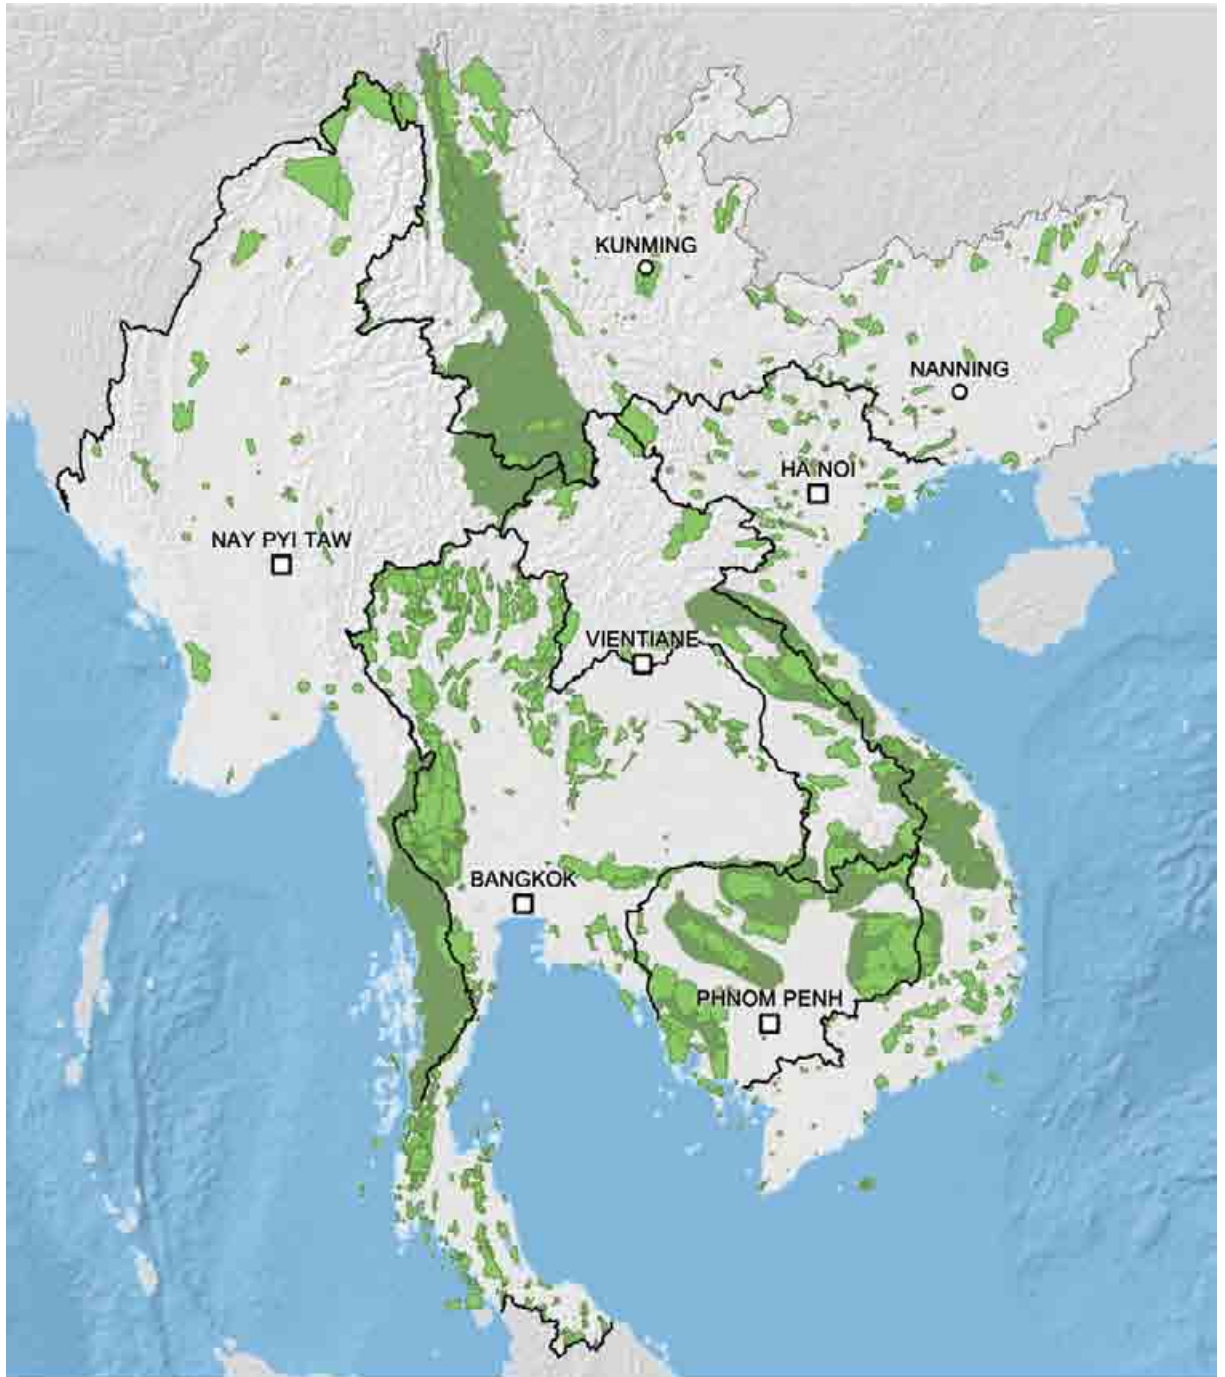 KUNMING
NANNING
HA NOI
NAY PYI TAW
VIENTIANE
BANGKOK
PHNOM PENH